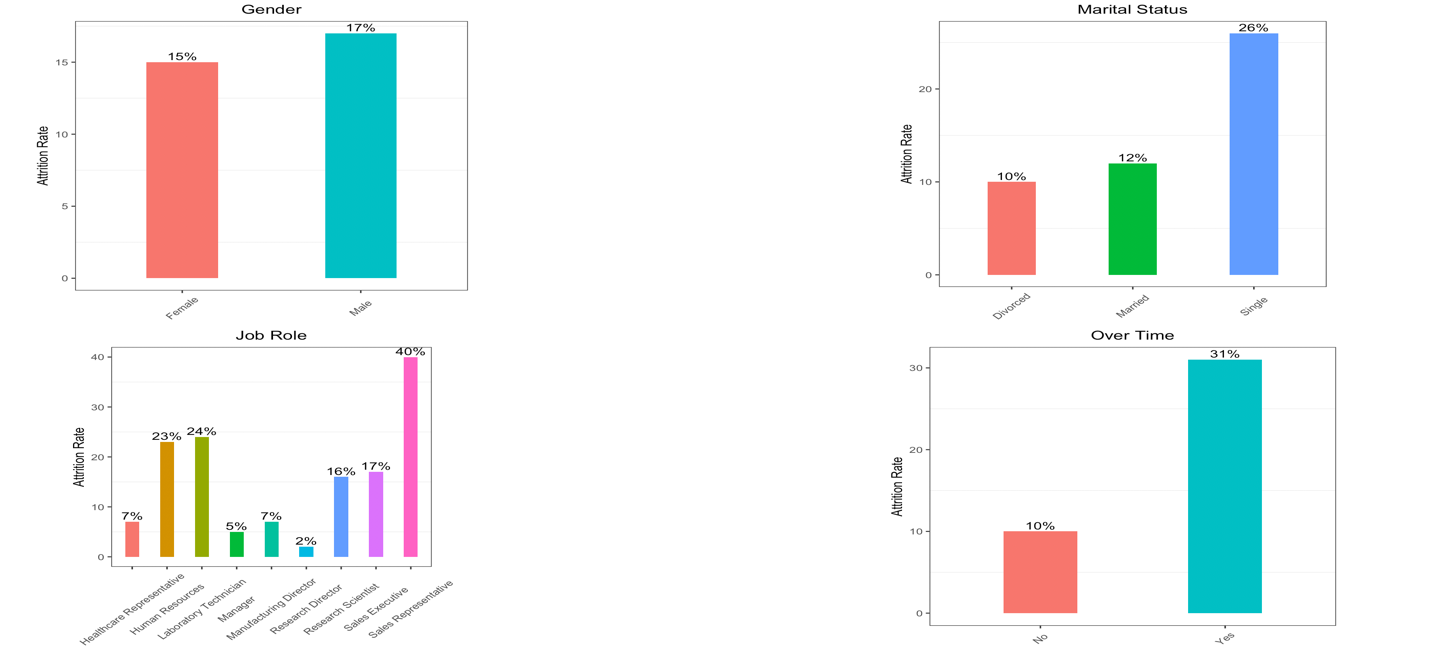 Gender
17%
15%
15
10
5
0
Attrition Rate
Female
Male
Marital Status
26%
12%
10%
20
10
0
Attrition Rate
Divorced
Married
Single
Job Role
40%
24%
23%
17%
16%
7%
7%
5%
2%
40
30
20
10
0
Attrition Rate
Healthcare Representative
Human Resources
Laboratory Technician
Manager
Manufacturing Director
Research Director
Research Scientist
Sales Executive
Sales Representative
Over Time
31%
10%
30
20
10
0
Attrition Rate
No
Yes